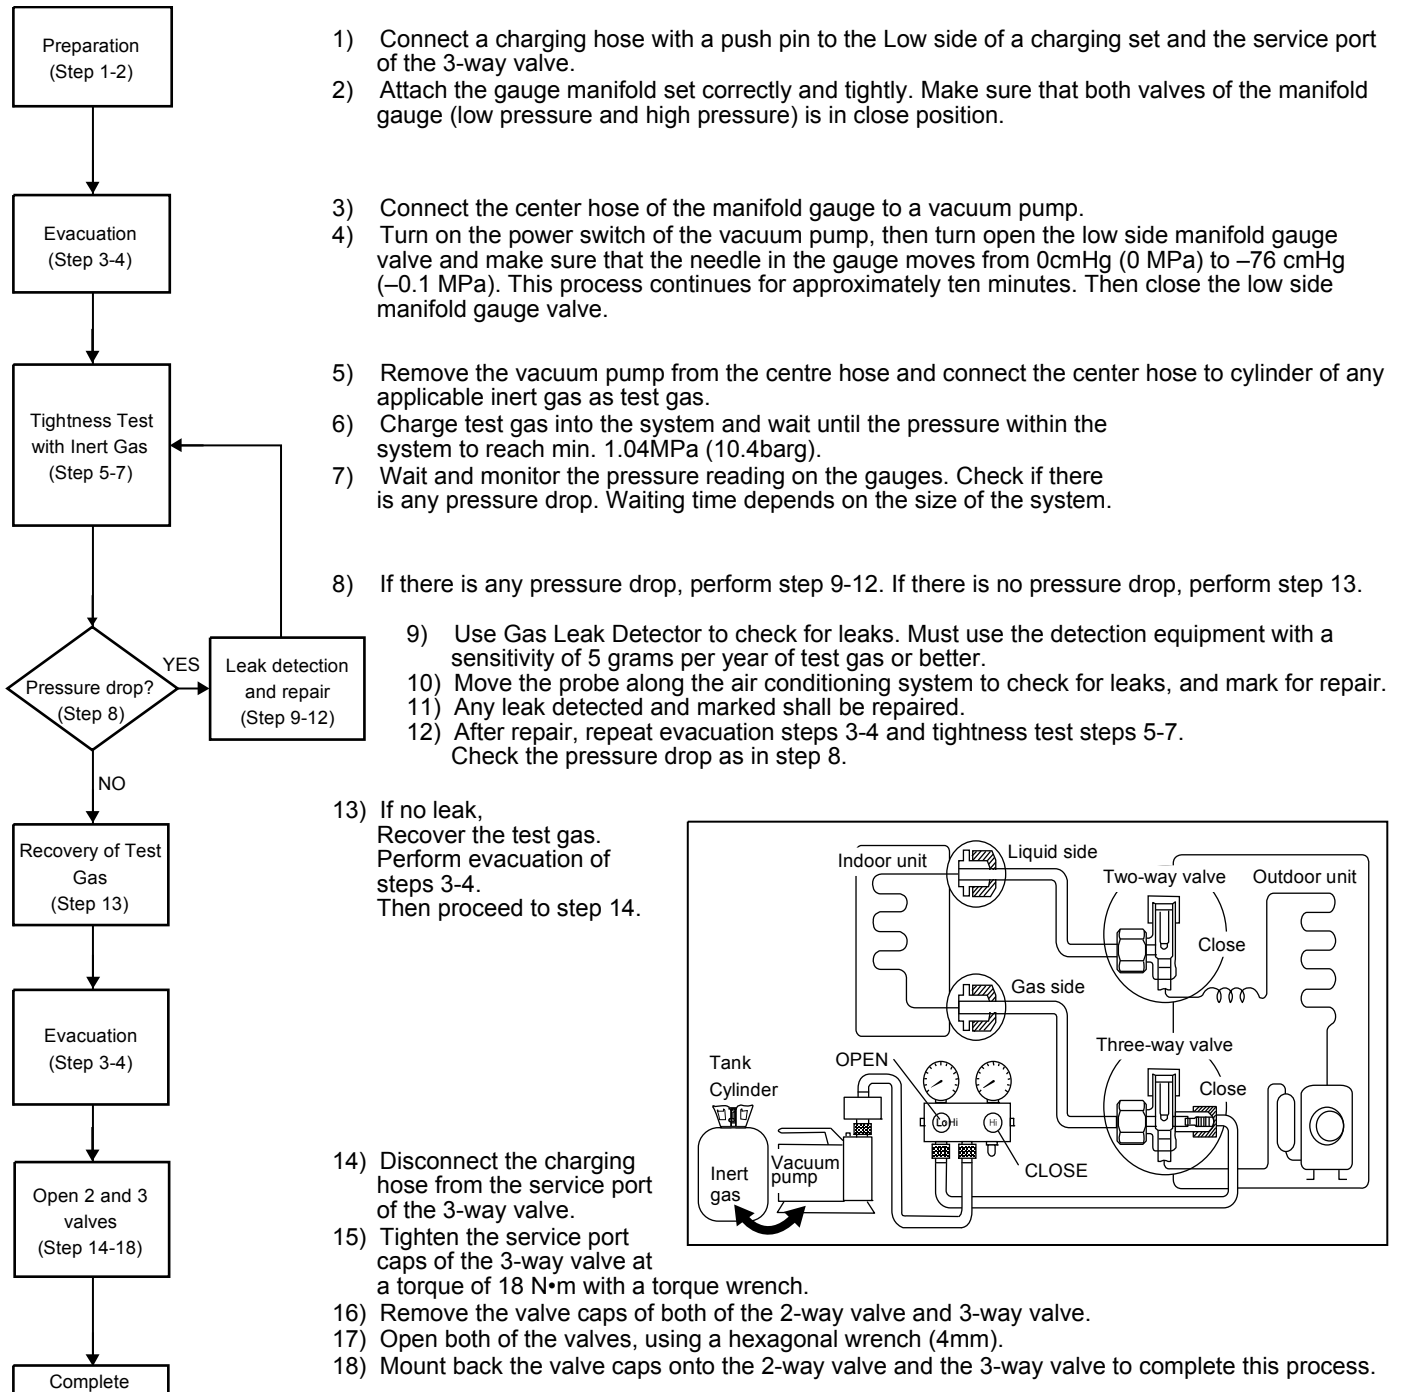 Preparation
(Step 1-2)
1) Connect a charging hose with a push pin to the Low side of a charging set and the service port
of the 3-way valve.
2) Attach the gauge manifold set correctly and tightly. Make sure that both valves of the manifold
gauge (low pressure and high pressure) is in close position.
Evacuation
(Step 3-4)
3) Connect the center hose of the manifold gauge to a vacuum pump.
4) Turn on the power switch of the vacuum pump, then turn open the low side manifold gauge
valve and make sure that the needle in the gauge moves from 0cmHg (0 MPa) to –76 cmHg
(–0.1 MPa). This process continues for approximately ten minutes. Then close the low side
manifold gauge valve.
Tightness Test
with Inert Gas
(Step 5-7)
5) Remove the vacuum pump from the centre hose and connect the center hose to cylinder of any
applicable inert gas as test gas.
6) Charge test gas into the system and wait until the pressure within the
system to reach min. 1.04MPa (10.4barg).
7) Wait and monitor the pressure reading on the gauges. Check if there
is any pressure drop. Waiting time depends on the size of the system.
Pressure drop?
(Step 8)
YES
NO
Leak detection
and repair
(Step 9-12)
8) If there is any pressure drop, perform step 9-12. If there is no pressure drop, perform step 13.
9) Use Gas Leak Detector to check for leaks. Must use the detection equipment with a
sensitivity of 5 grams per year of test gas or better.
10) Move the probe along the air conditioning system to check for leaks, and mark for repair.
11) Any leak detected and marked shall be repaired.
12) After repair, repeat evacuation steps 3-4 and tightness test steps 5-7.
Check the pressure drop as in step 8.
Recovery of Test
Gas
(Step 13)
13) If no leak,
Recover the test gas.
Perform evacuation of
steps 3-4.
Then proceed to step 14.
Evacuation
(Step 3-4)
Indoor unit
Liquid side
Two-way valve
Outdoor unit
Close
Gas side
Three-way valve
Close
Tank
Cylinder
OPEN
Lo Hi
Hi
CLOSE
Inert
gas
Vacuum
pump
Open 2 and 3
valves
(Step 14-18)
14) Disconnect the charging
hose from the service port
of the 3-way valve.
15) Tighten the service port
caps of the 3-way valve at
a torque of 18 N•m with a torque wrench.
16) Remove the valve caps of both of the 2-way valve and 3-way valve.
17) Open both of the valves, using a hexagonal wrench (4mm).
18) Mount back the valve caps onto the 2-way valve and the 3-way valve to complete this process.
Complete